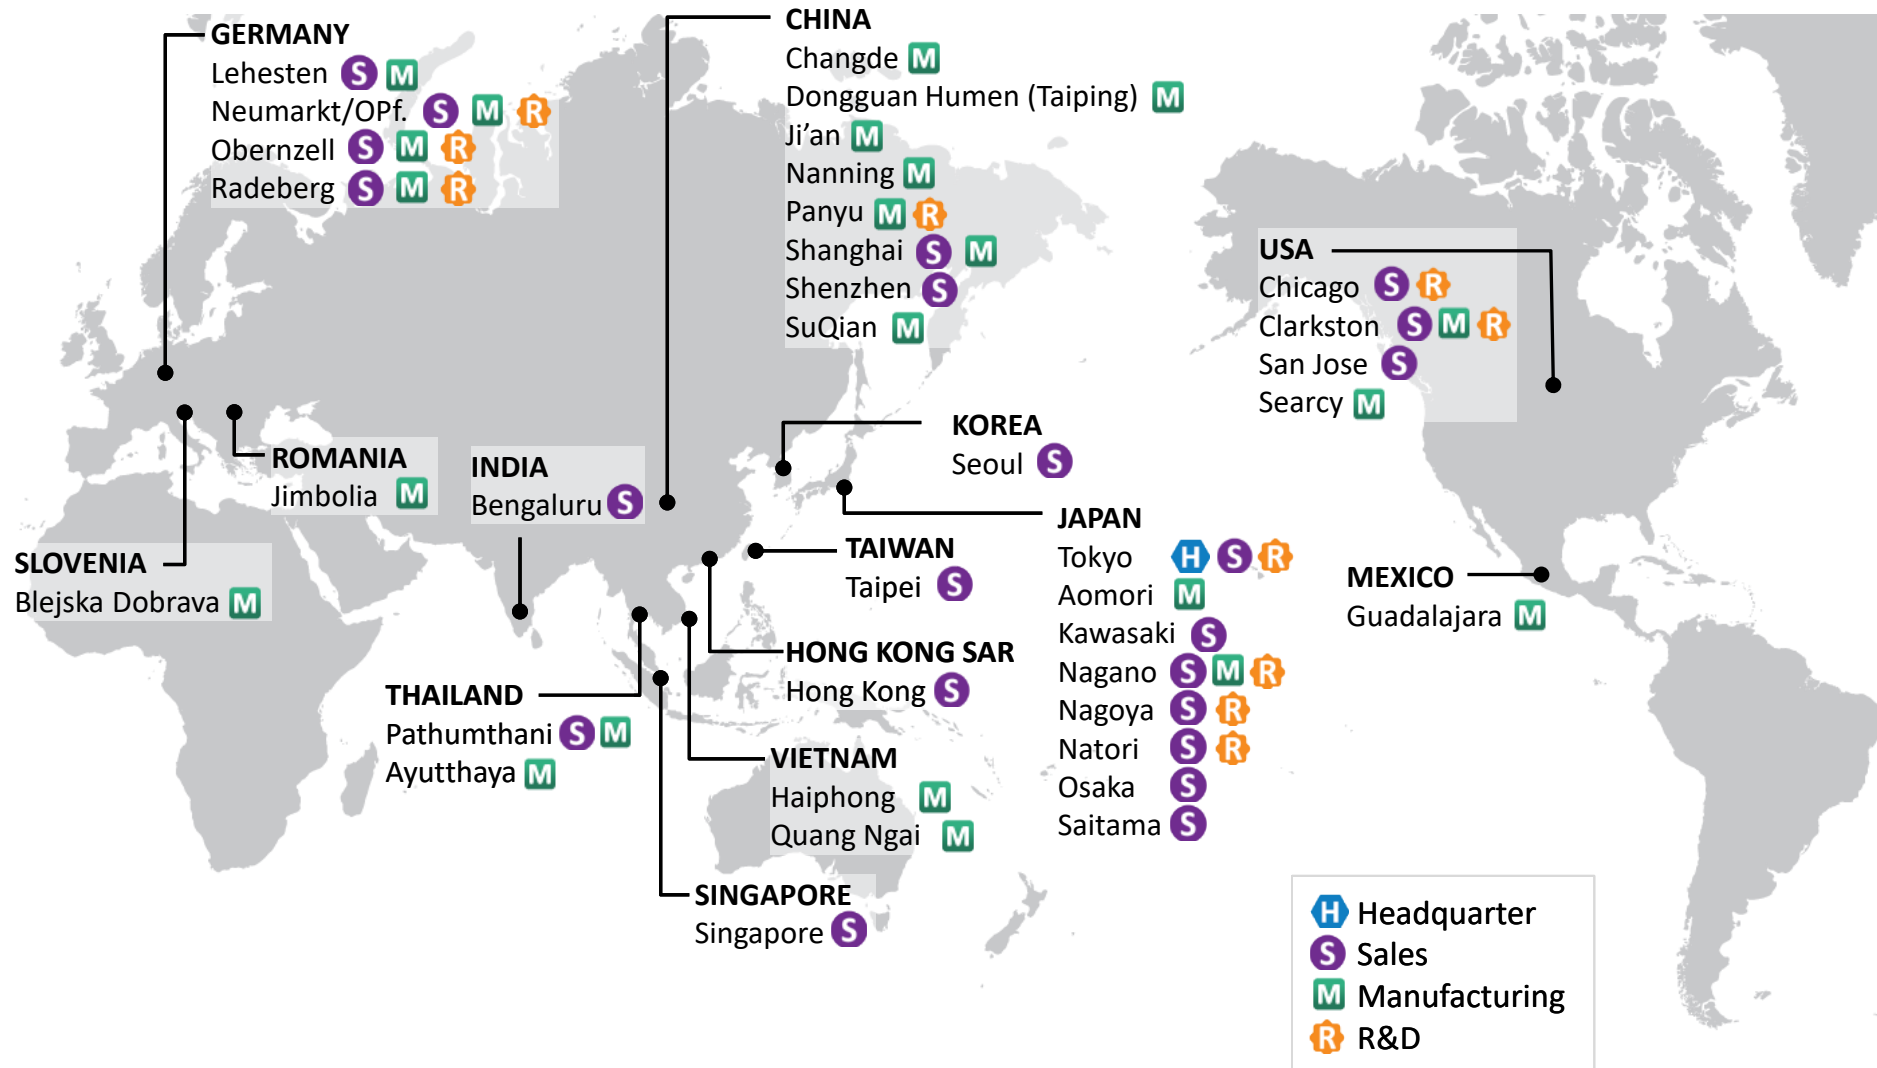 GERMANY
Lehesten S M
Neumarkt/OPf. S M R
Obernzell S M R
Radeberg S M R
CHINA
Changde M
Dongguan Humen (Taiping) M
Ji’an M
Nanning M
Panyu M R
Shanghai S M
Shenzhen S
SuQian M
USA
Chicago S R
Clarkston S M R
San Jose S
Searcy M
KOREA
Seoul S
ROMANIA
Jimbolia M
INDIA
Bengaluru S
SLOVENIA
Blejska Dobrava M
TAIWAN
Taipei S
JAPAN
Tokyo H S R
Aomori M
Kawasaki S
Nagano S M R
Nagoya S R
Natori S R
Osaka S
Saitama S
MEXICO
Guadalajara M
HONG KONG SAR
Hong Kong S
THAILAND
Pathumthani S M
Ayutthaya M
VIETNAM
Haiphong M
Quang Ngai M
SINGAPORE
Singapore S
H Headquarter
S Sales
M Manufacturing
R R&D